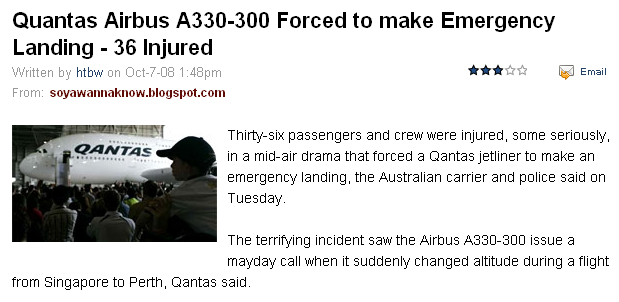 Quantas Airbus A330-300 Forced to make Emergency
Landing - 36 Injured
Written by htbw on Oct-7-08 1:48pm
Email
From: soyawannaknow.blogspot.com
QANTAS
Thirty-six passengers and crew were injured, some seriously,
in a mid-air drama that forced a Qantas jetliner to make an
emergency landing, the Australian carrier and police said on
Tuesday.
The terrifying incident saw the Airbus A330-300 issue a
mayday call when it suddenly changed altitude during a flight
from Singapore to Perth, Qantas said.